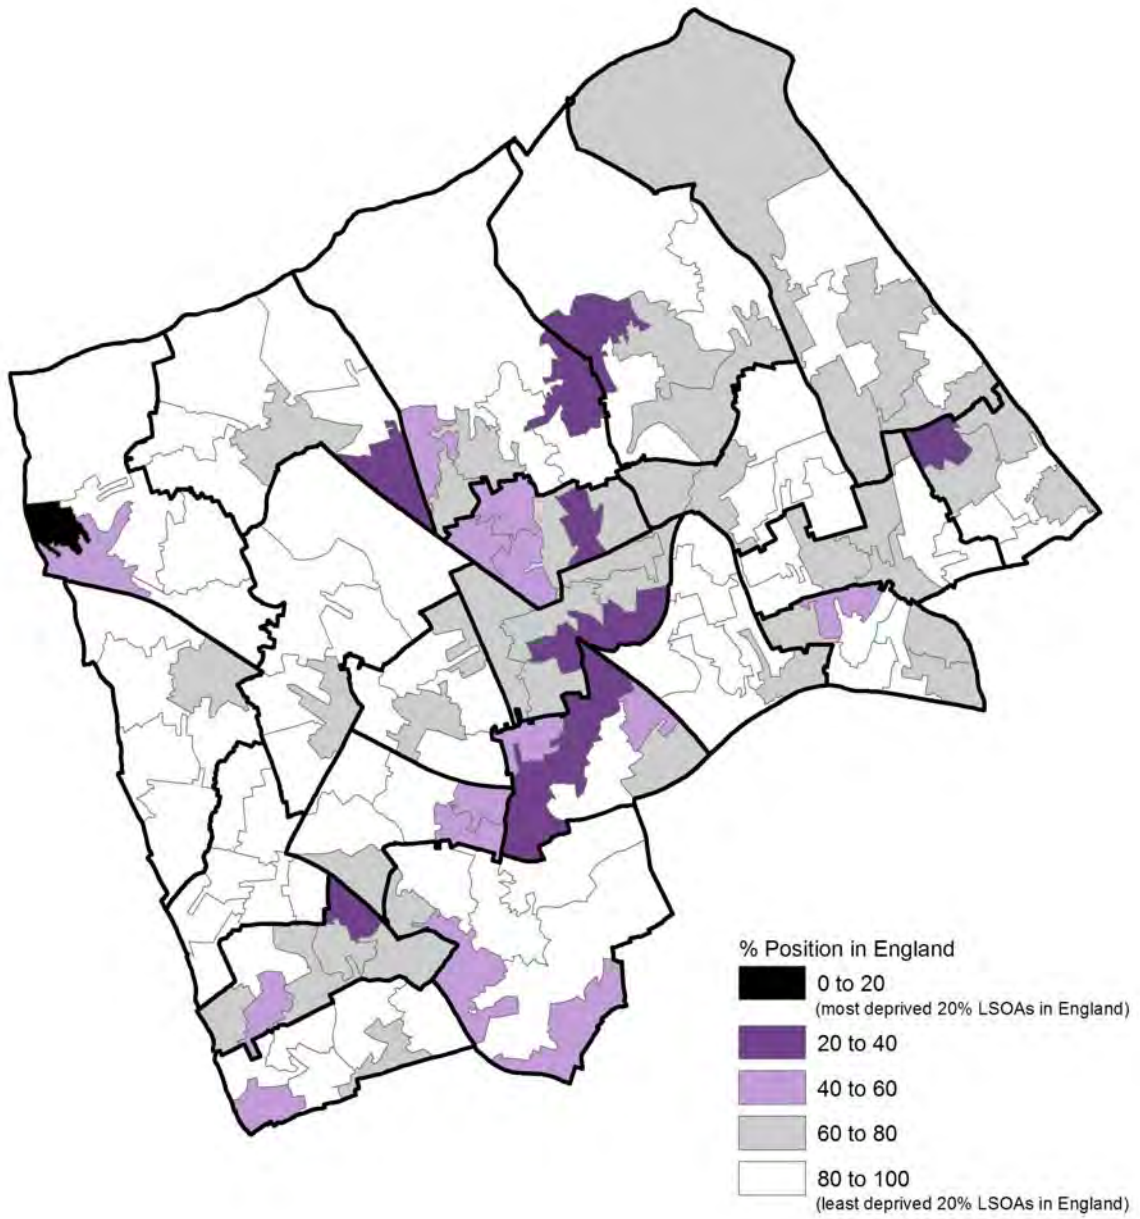 % Position in England
0 to 20
(most deprived 20% LSOAs in England)
20 to 40
40 to 60
60 to 80
80 to 100
(least deprived 20% LSOAs in England)